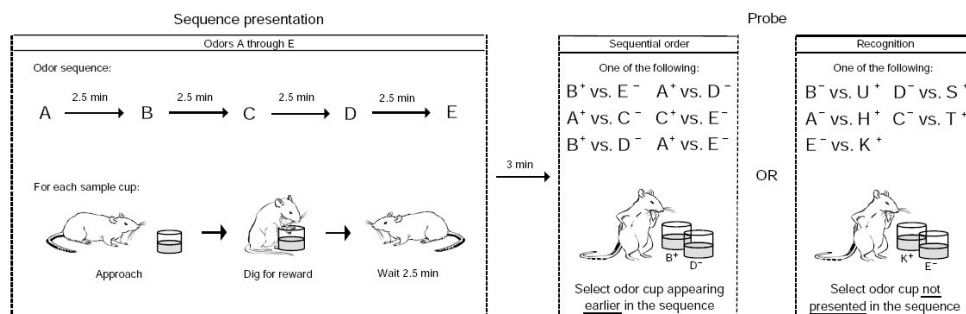 Sequence presentation
Probe
Odors A through E
Odor sequence:
2.5 min 2.5 min 2.5 min 2.5 min
A B C D E
For each sample cup:
Approach Dig for reward Wait 2.5 min
3 min
Sequential order
One of the following:
B⁺ vs. E⁻ A⁺ vs. D⁻
A⁺ vs. C⁻ C⁺ vs. E⁻
B⁺ vs. D⁻ A⁺ vs. E⁻
B⁺
D⁻
Select odor cup appearing
earlier in the sequence
OR
Recognition
One of the following:
B⁻ vs. U⁺ D⁻ vs. S⁺
A⁻ vs. H⁺ C⁻ vs. T⁺
E⁻ vs. K⁺
K⁺
E⁻
Select odor cup not
presented in the sequence